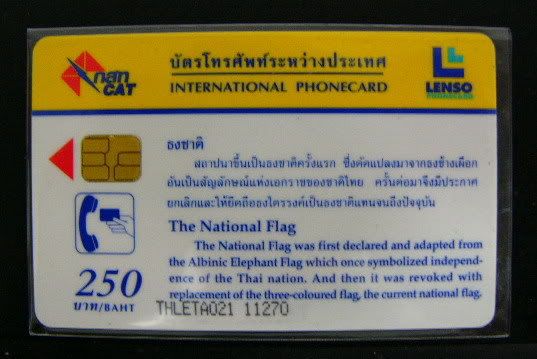 กสท
CAT
บัตรโทรศัพท์ระหว่างประเทศ
INTERNATIONAL PHONECARD
LENSO
PHONECARD
ธงชาติ
สถาปนาขึ้นเป็นธงชาติครั้งแรก ซึ่งดัดแปลงมาจากธงช้างเผือก
อันเป็นสัญลักษณ์แห่งเอกราชของชาติไทย ครั้นต่อมาจึงมีประกาศ
ยกเลิกและให้ยึดถือธงไตรรงค์เป็นธงชาติแทนจนถึงปัจจุบัน
The National Flag
The National Flag was first declared and adapted from
the Albinic Elephant Flag which once symbolized independ-
ence of the Thai nation. And then it was revoked with
replacement of the three-coloured flag, the current national flag.
250
บาท/BAHT
THLETA021 11270